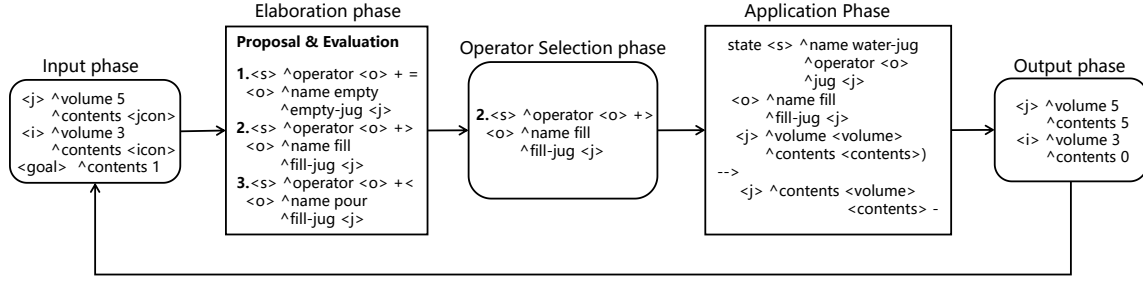 Input phase
<j> ^volume 5
^contents <jcon>
<i> ^volume 3
^contents <icon>
<goal> ^contents 1
Elaboration phase
Proposal & Evaluation
1.<s> ^operator <o> + =
<o> ^name empty
^empty-jug <j>
2.<s> ^operator <o> +>
<o> ^name fill
^fill-jug <j>
3.<s> ^operator <o> +<
<o> ^name pour
^fill-jug <j>
Operator Selection phase
2.<s> ^operator <o> +>
<o> ^name fill
^fill-jug <j>
Application Phase
state <s> ^name water-jug
^operator <o>
^jug <j>
<o> ^name fill
^fill-jug <j>
<j> ^volume <volume>
^contents <contents>)
-->
<j> ^contents <volume>
<contents> -
Output phase
<j> ^volume 5
^contents 5
<i> ^volume 3
^contents 0